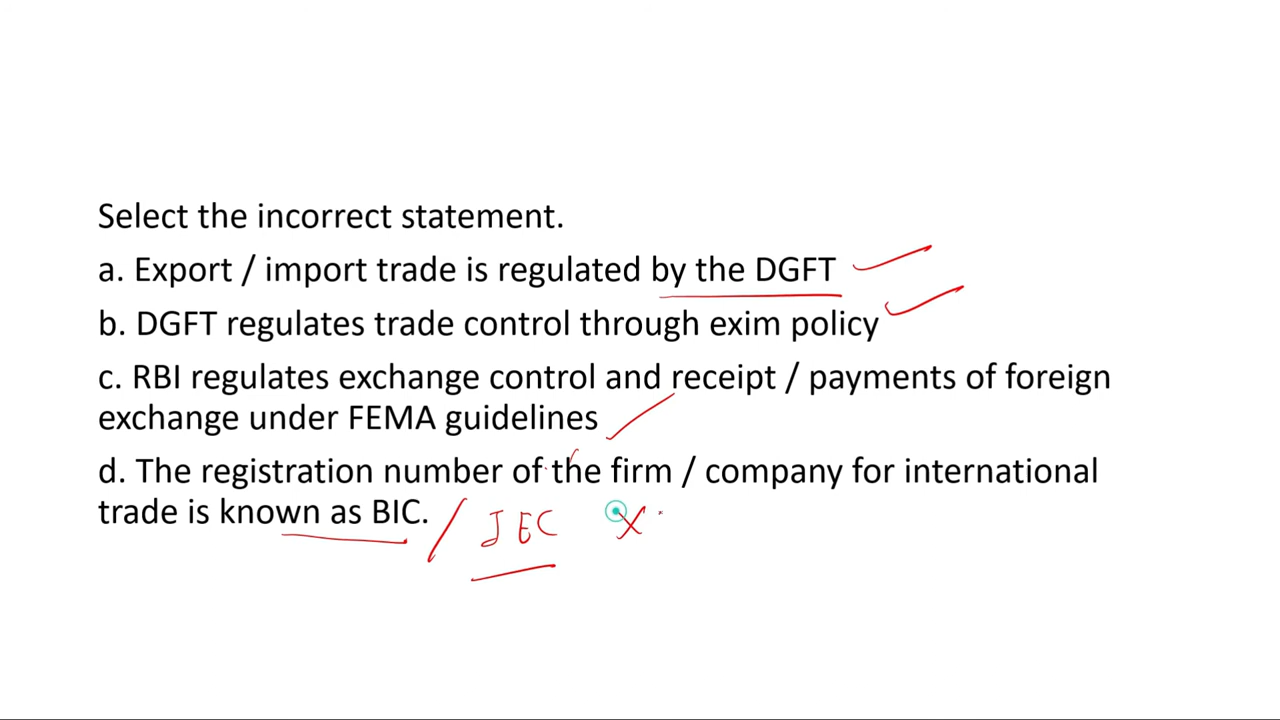 Select the incorrect statement.
a. Export / import trade is regulated by the DGFT
b. DGFT regulates trade control through exim policy
c. RBI regulates exchange control and receipt / payments of foreign
exchange under FEMA guidelines
d. The registration number of the firm / company for international
trade is known as BIC. / IEC X